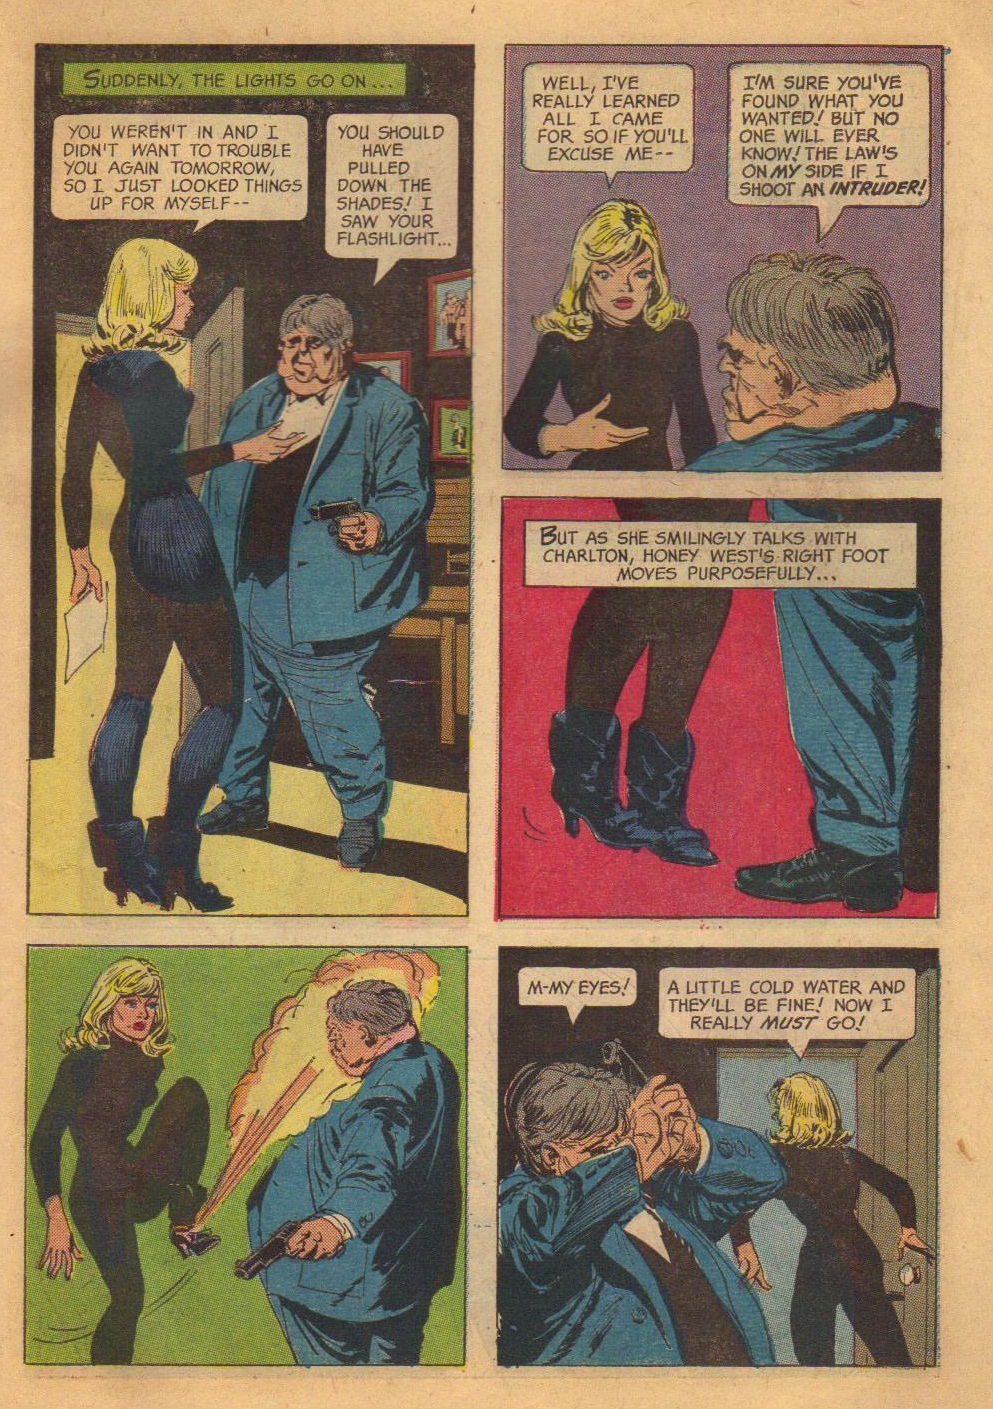 SUDDENLY, THE LIGHTS GO ON...
YOU WEREN'T IN AND I
DIDN'T WANT TO TROUBLE
YOU AGAIN TOMORROW,
SO I JUST LOOKED THINGS
UP FOR MYSELF--
YOU SHOULD
HAVE
PULLED
DOWN THE
SHADES! I
SAW YOUR
FLASHLIGHT...
WELL, I'VE
REALLY LEARNED
ALL I CAME
FOR SO IF YOU'LL
EXCUSE ME--
I'M SURE YOU'VE
FOUND WHAT YOU
WANTED! BUT NO
ONE WILL EVER
KNOW! THE LAW'S
ON MY SIDE IF I
SHOOT AN INTRUDER!
BUT AS SHE SMILINGLY TALKS WITH
CHARLTON, HONEY WEST'S RIGHT FOOT
MOVES PURPOSEFULLY...
M-MY EYES!
A LITTLE COLD WATER AND
THEY'LL BE FINE! NOW I
REALLY MUST GO!